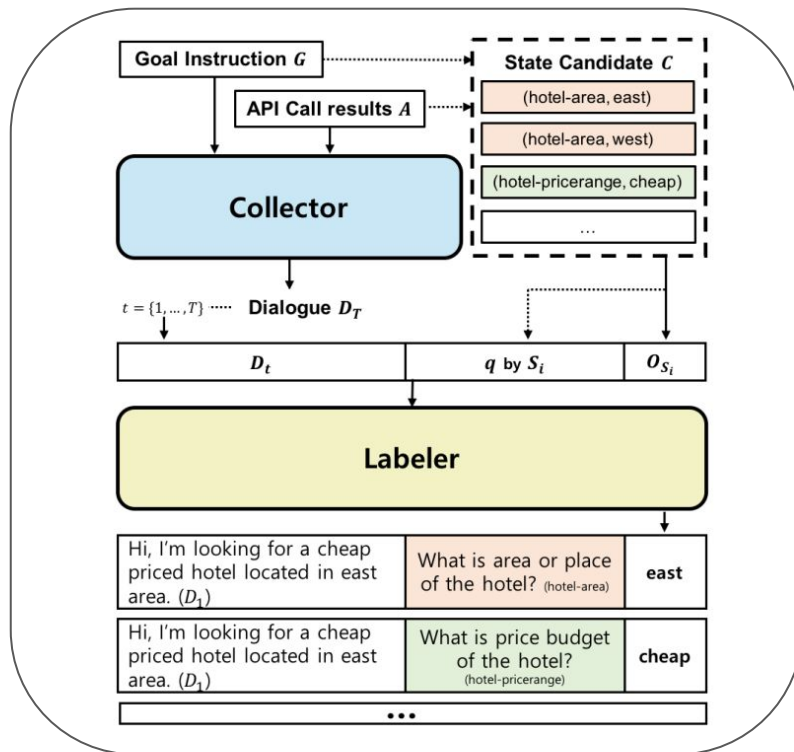 Goal Instruction G
State Candidate C
(hotel-area, east)
API Call results A
(hotel-area, west)
(hotel-pricerange, cheap)
...
Collector
t = {1, ... , T}
Dialogue D_T
D_t
q by S_i
O_{S_i}
Labeler
Hi, I'm looking for a cheap
priced hotel located in east
area. (D_1)
What is area or place
of the hotel? (hotel-area)
east
Hi, I'm looking for a cheap
priced hotel located in east
area. (D_1)
What is price budget
of the hotel?
(hotel-pricerange)
cheap
...